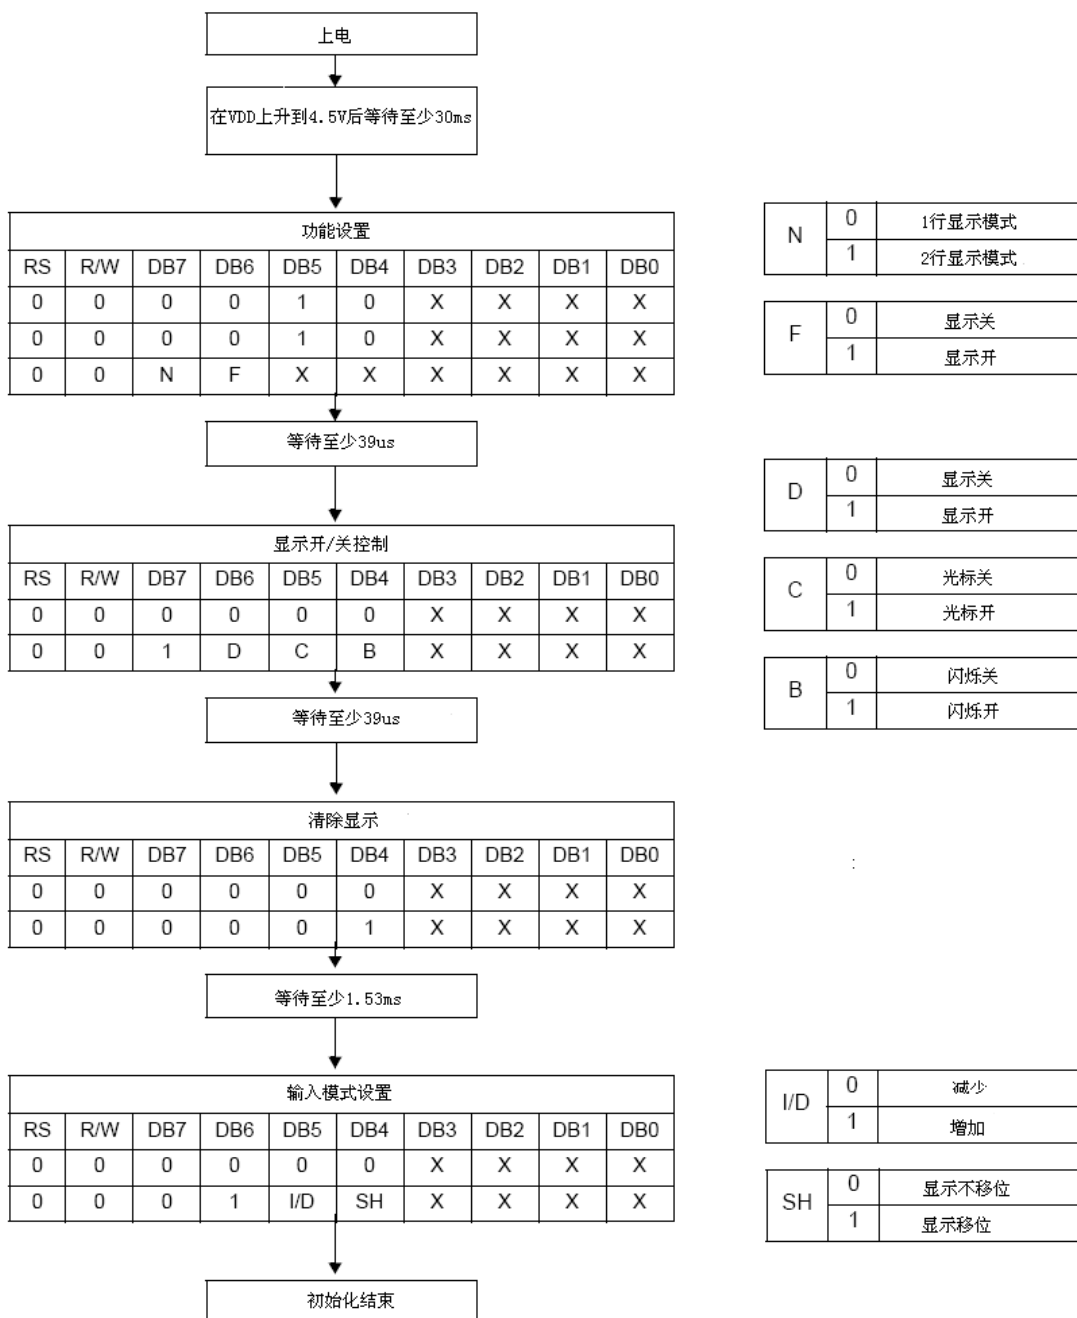 上电
在VDD上升到4.5V后等待至少30ms
功能设置
RS R/W DB7 DB6 DB5 DB4 DB3 DB2 DB1 DB0
0 0 0 0 1 0 X X X X
0 0 0 0 1 0 X X X X
0 0 N F X X X X X X
N 0 1行显示模式
1 2行显示模式
F 0 显示关
1 显示开
等待至少39us
显示开/关控制
RS R/W DB7 DB6 DB5 DB4 DB3 DB2 DB1 DB0
0 0 0 0 0 0 X X X X
0 0 1 D C B X X X X
D 0 显示关
1 显示开
C 0 光标关
1 光标开
B 0 闪烁关
1 闪烁开
等待至少39us
清除显示
RS R/W DB7 DB6 DB5 DB4 DB3 DB2 DB1 DB0
0 0 0 0 0 0 X X X X
0 0 0 0 0 1 X X X X
:
等待至少1.53ms
输入模式设置
RS R/W DB7 DB6 DB5 DB4 DB3 DB2 DB1 DB0
0 0 0 0 0 0 X X X X
0 0 0 1 I/D SH X X X X
I/D 0 减少
1 增加
SH 0 显示不移位
1 显示移位
初始化结束